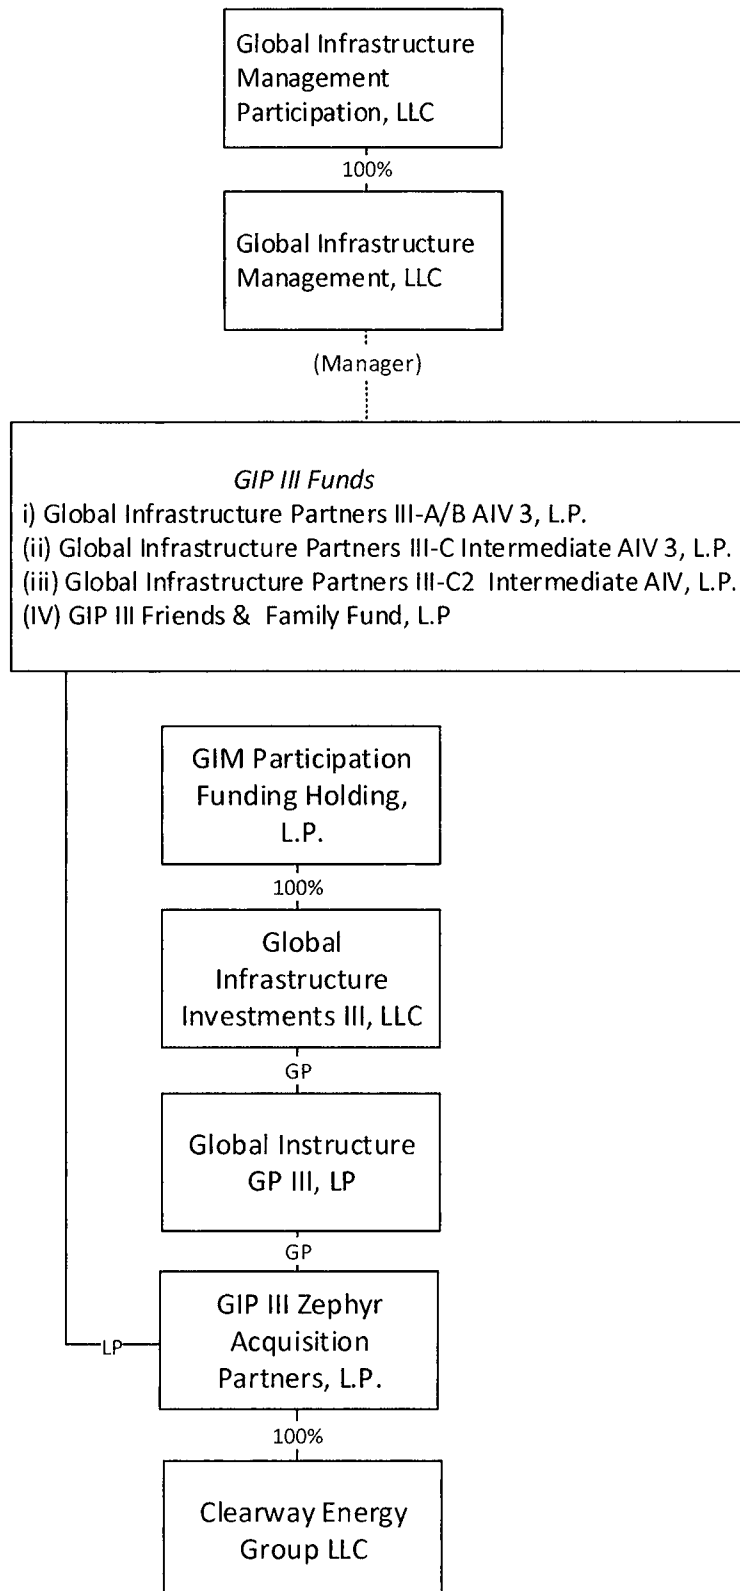 Global Infrastructure
Management
Participation, LLC
100%
Global Infrastructure
Management, LLC
(Manager)
GIP III Funds
i) Global Infrastructure Partners III-A/B AIV 3, L.P.
(ii) Global Infrastructure Partners III-C Intermediate AIV 3, L.P.
(iii) Global Infrastructure Partners III-C2 Intermediate AIV, L.P.
(IV) GIP III Friends & Family Fund, L.P
GIM Participation
Funding Holding,
L.P.
100%
Global
Infrastructure
Investments III, LLC
GP
Global Instructure
GP III, LP
GP
GIP III Zephyr
Acquisition
Partners, L.P.
LP
100%
Clearway Energy
Group LLC